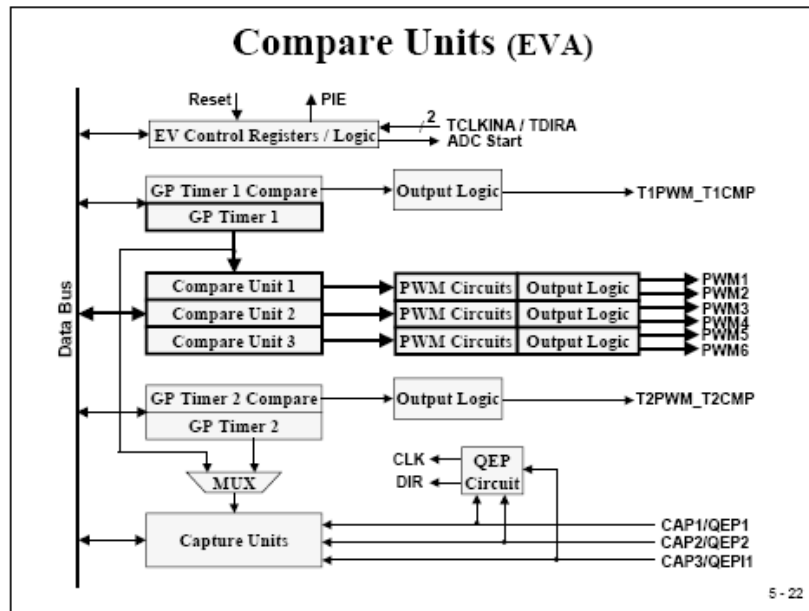 Compare Units (EVA)
Reset
PIE
2
TCLKINA / TDIRA
EV Control Registers / Logic
ADC Start
GP Timer 1 Compare
Output Logic
T1PWM_T1CMP
GP Timer 1
Data Bus
Compare Unit 1
PWM Circuits
Output Logic
PWM1
PWM2
Compare Unit 2
PWM Circuits
Output Logic
PWM3
PWM4
Compare Unit 3
PWM Circuits
Output Logic
PWM5
PWM6
GP Timer 2 Compare
Output Logic
T2PWM_T2CMP
GP Timer 2
MUX
CLK
DIR
QEP
Circuit
Capture Units
CAP1/QEP1
CAP2/QEP2
CAP3/QEPI1
5 - 22